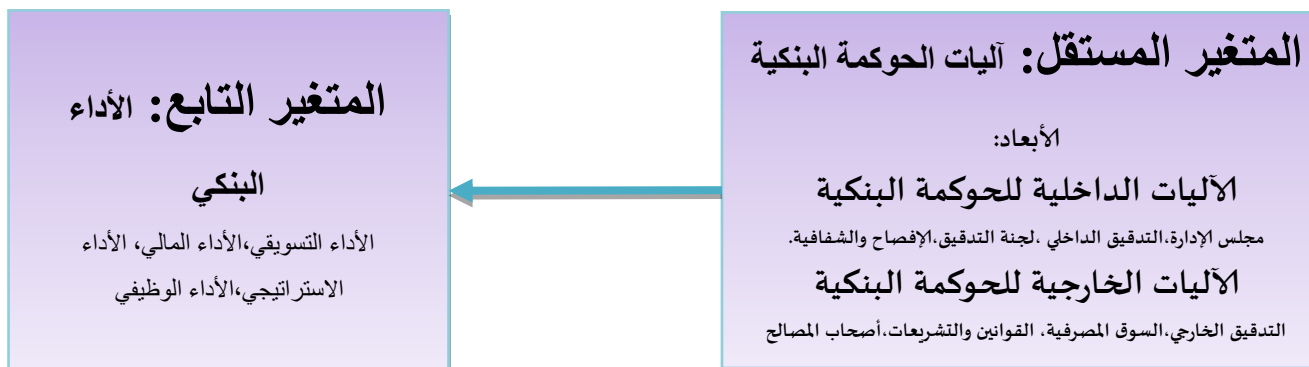 المتغير المستقل: آليات الحوكمة البنكية
الأبعاد:
الآليات الداخلية للحوكمة البنكية
مجلس الإدارة،التدقيق الداخلي ،لجنة التدقيق،الإفصاح والشفافية.
الآليات الخارجية للحوكمة البنكية
التدقيق الخارجي،السوق المصرفية، القوانين والتشريعات،أصحاب المصالح
المتغير التابع: الأداء
البنكي
الأداء التسويقي،الأداء المالي، الأداء
الاستراتيجي،الأداء الوظيفي